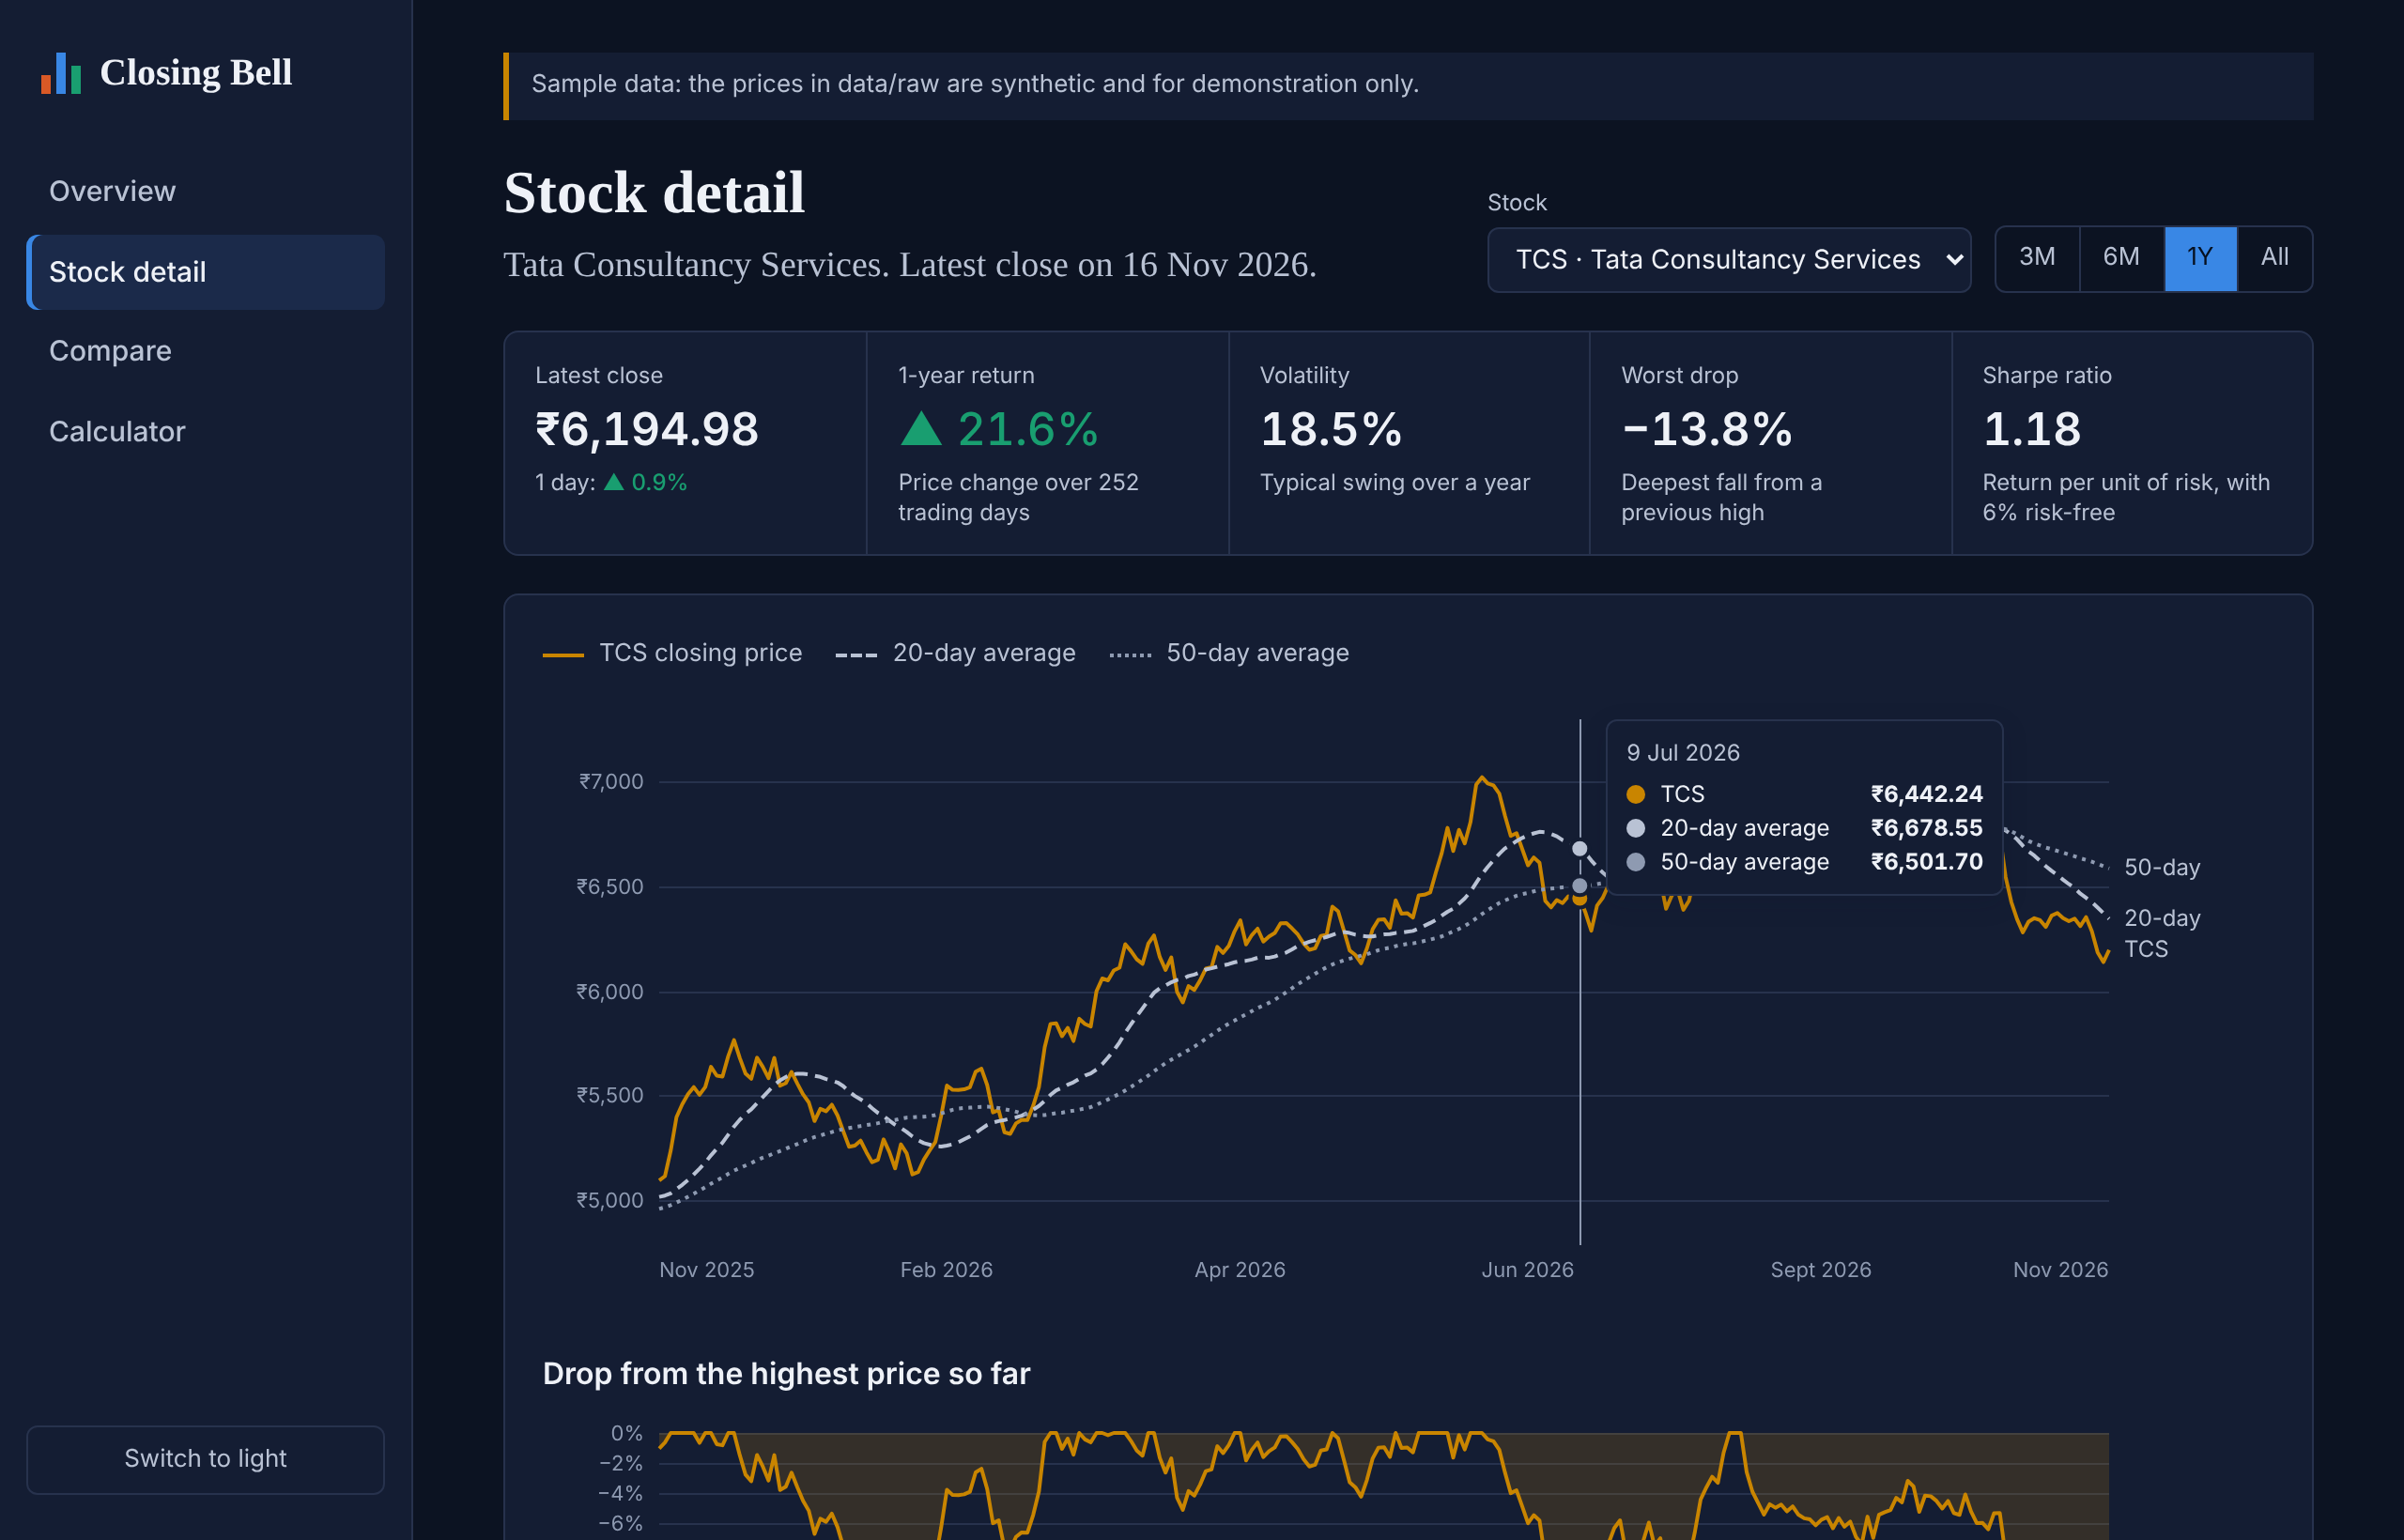 Closing Bell
Overview
Stock detail
Compare
Calculator
Switch to light
Sample data: the prices in data/raw are synthetic and for demonstration only.
Stock detail
Tata Consultancy Services. Latest close on 16 Nov 2026.
Stock
TCS · Tata Consultancy Services
3M 6M 1Y All
Latest close
₹6,194.98
1 day: ▲ 0.9%
1-year return
▲ 21.6%
Price change over 252
trading days
Volatility
18.5%
Typical swing over a year
Worst drop
−13.8%
Deepest fall from a
previous high
Sharpe ratio
1.18
Return per unit of risk, with
6% risk-free
TCS closing price 20-day average 50-day average
₹7,000
₹6,500
₹6,000
₹5,500
₹5,000
9 Jul 2026
TCS ₹6,442.24
20-day average ₹6,678.55
50-day average ₹6,501.70
50-day
20-day
TCS
Nov 2025 Feb 2026 Apr 2026 Jun 2026 Sept 2026 Nov 2026
Drop from the highest price so far
0%
−2%
−4%
−6%